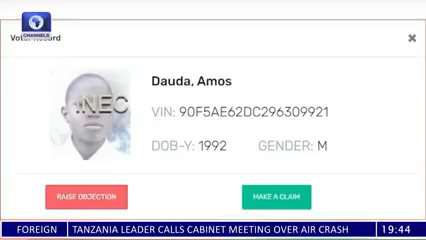 CHANNELS
Voter Record
INEC
Dauda, Amos
VIN: 90F5AE62DC296309921
DOB-Y: 1992 GENDER: M
RAISE OBJECTION
MAKE A CLAIM
FOREIGN TANZANIA LEADER CALLS CABINET MEETING OVER AIR CRASH 19:44